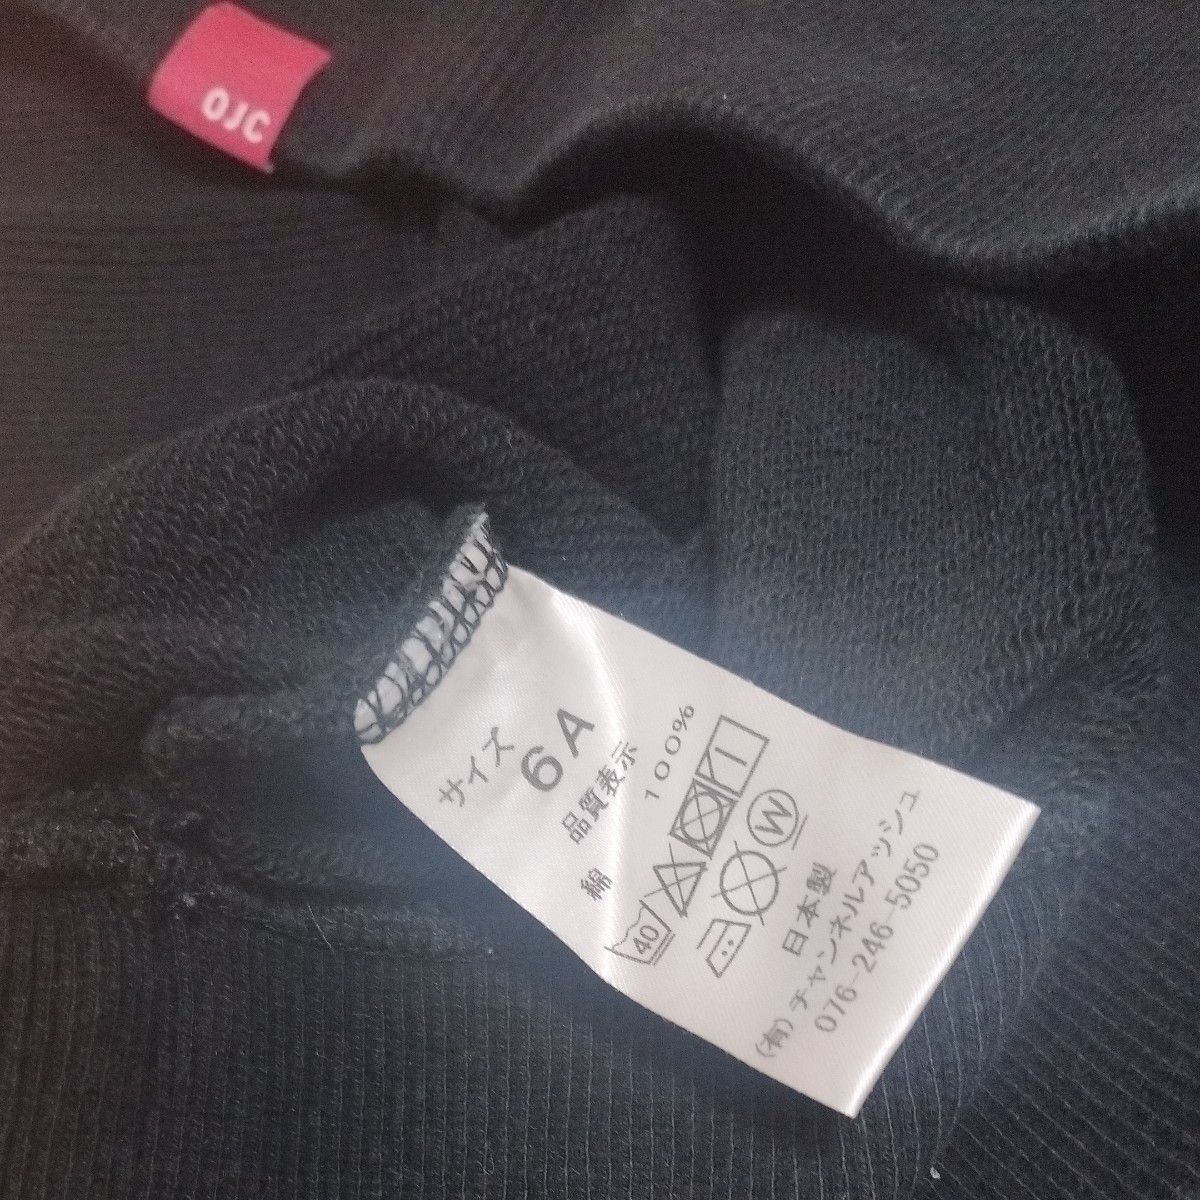 OJC
サイズ
6A
品質表示
綿 100%
40
W
日本製
(有)チャンネルアッシュ
076-246-5050